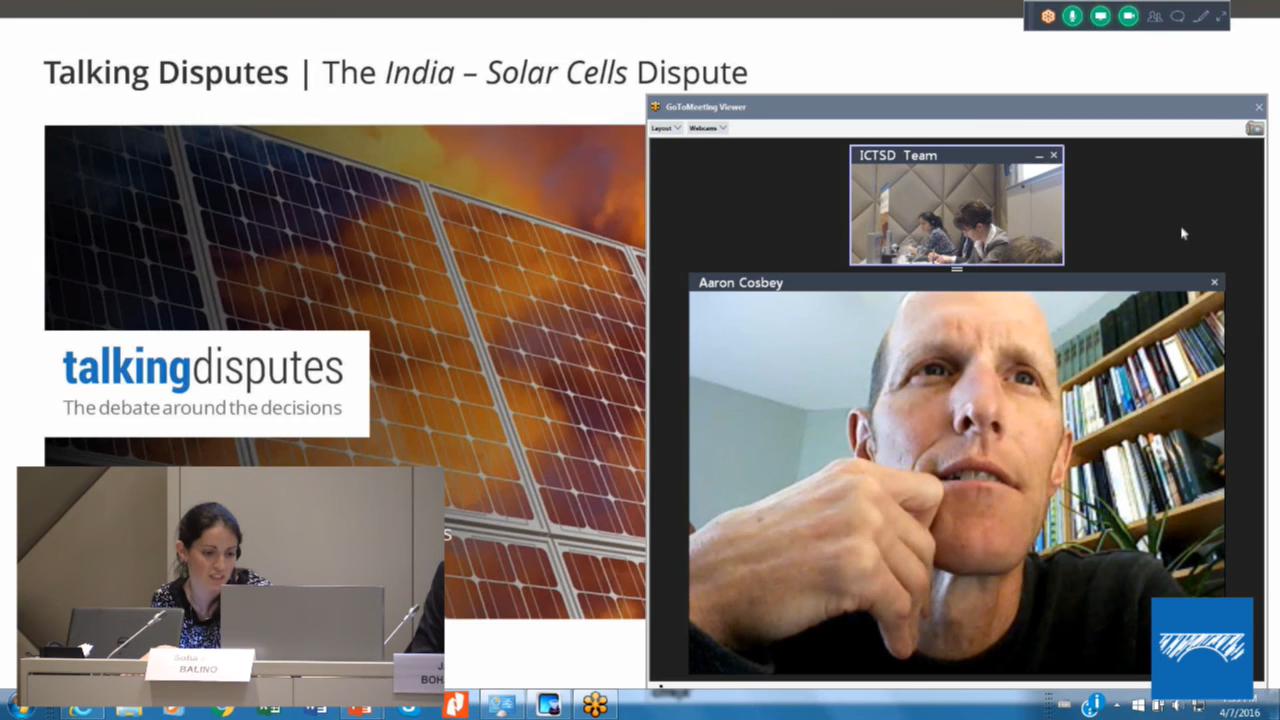 Talking Disputes | The India – Solar Cells Dispute
GoToMeeting Viewer
Layout Webcams
ICTSD Team
Aaron Cosbey
talkingdisputes
The debate around the decisions
s
BALINO
BOH
4/7/2016